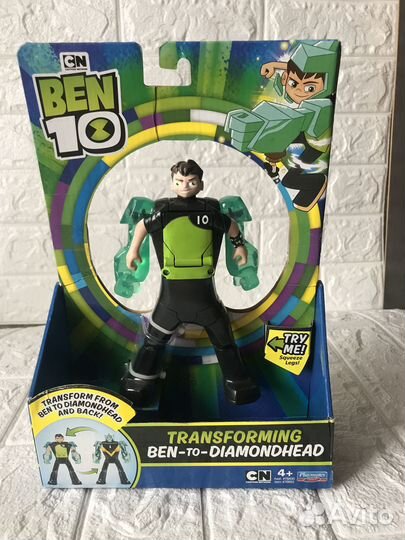 CN
BEN
10
10
TRY
ME!
Squeeze
Legs!
TRANSFORM FROM
BEN TO DIAMONDHEAD
AND BACK!
TRANSFORMING
BEN-TO-DIAMONDHEAD
CN
4+
Playmates
Avito